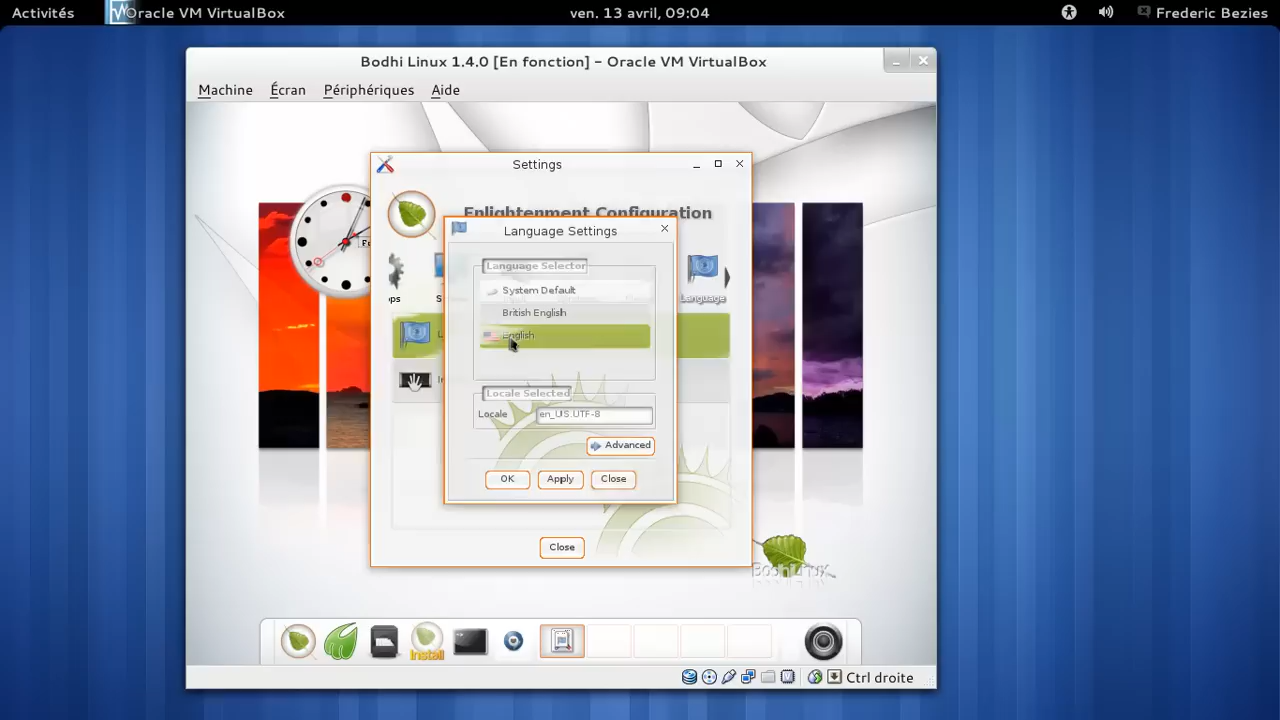 Activités
Oracle VM VirtualBox
ven. 13 avril, 09:04
Frederic Bezies
Bodhi Linux 1.4.0 [En fonction] – Oracle VM VirtualBox
Machine
Écran
Périphériques
Aide
Settings
Enlightenment Configuration
Language Settings
Language Selector
System Default
British English
English
Language
Locale Selected
Locale
en_US.UTF-8
Advanced
OK
Apply
Close
Close
BODHILINUX
Install
Ctrl droite